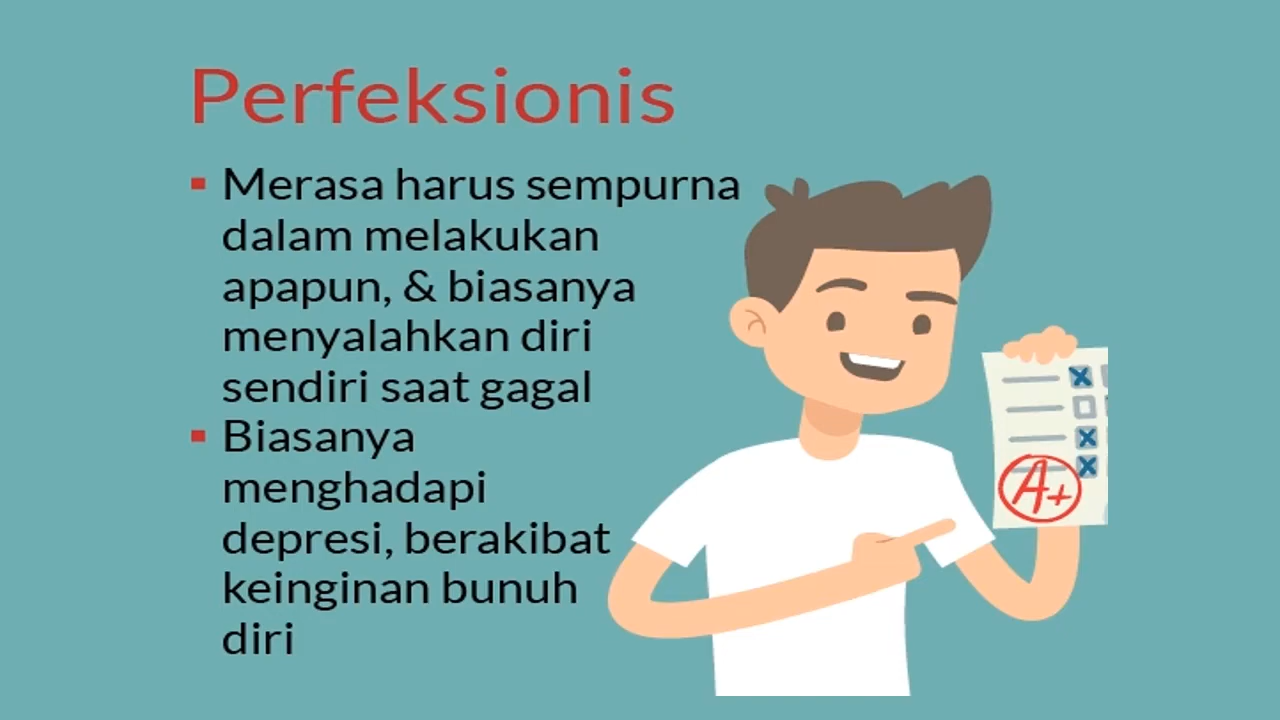 Perfeksionis
▪ Merasa harus sempurna
dalam melakukan
apapun, & biasanya
menyalahkan diri
sendiri saat gagal
▪ Biasanya
menghadapi
depresi, berakibat
keinginan bunuh
diri
A+